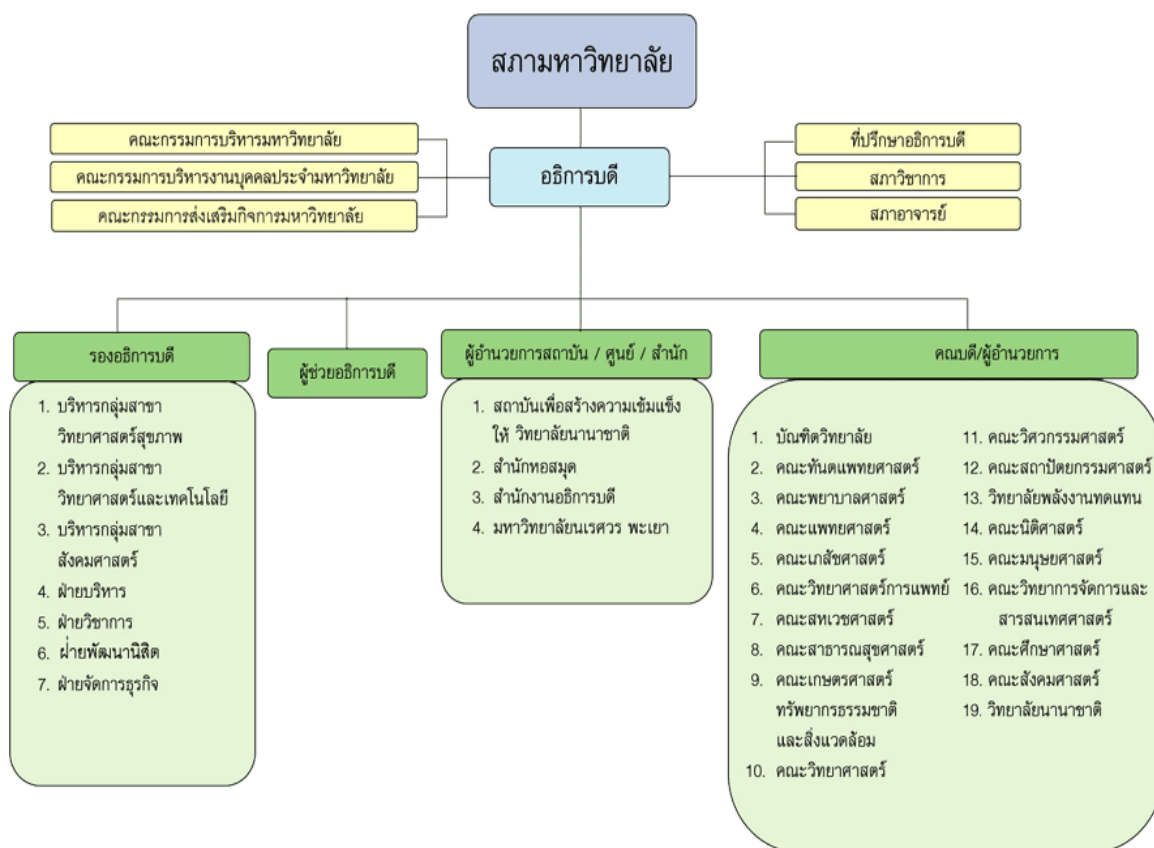 สภามหาวิทยาลัย
คณะกรรมการบริหารมหาวิทยาลัย
คณะกรรมการบริหารงานบุคคลประจำมหาวิทยาลัย
คณะกรรมการส่งเสริมกิจการมหาวิทยาลัย
อธิการบดี
ที่ปรึกษาอธิการบดี
สภาวิชาการ
สภาอาจารย์
รองอธิการบดี
1. บริหารกลุ่มสาขา
วิทยาศาสตร์สุขภาพ
2. บริหารกลุ่มสาขา
วิทยาศาสตร์และเทคโนโลยี
3. บริหารกลุ่มสาขา
สังคมศาสตร์
4. ฝ่ายบริหาร
5. ฝ่ายวิชาการ
6. ฝ่ายพัฒนานิสิต
7. ฝ่ายจัดการธุรกิจ
ผู้ช่วยอธิการบดี
ผู้อำนวยการสถาบัน / ศูนย์ / สำนัก
1. สถาบันเพื่อสร้างความเข้มแข็ง
ให้ วิทยาลัยนานาชาติ
2. สำนักหอสมุด
3. สำนักงานอธิการบดี
4. มหาวิทยาลัยนเรศวร พะเยา
คณบดี/ผู้อำนวยการ
1. บัณฑิตวิทยาลัย
2. คณะทันตแพทยศาสตร์
3. คณะพยาบาลศาสตร์
4. คณะแพทยศาสตร์
5. คณะเภสัชศาสตร์
6. คณะวิทยาศาสตร์การแพทย์
7. คณะสหเวชศาสตร์
8. คณะสาธารณสุขศาสตร์
9. คณะเกษตรศาสตร์
ทรัพยากรธรรมชาติ
และสิ่งแวดล้อม
10. คณะวิทยาศาสตร์
11. คณะวิศวกรรมศาสตร์
12. คณะสถาปัตยกรรมศาสตร์
13. วิทยาลัยพลังงานทดแทน
14. คณะนิติศาสตร์
15. คณะมนุษยศาสตร์
16. คณะวิทยาการจัดการและ
สารสนเทศศาสตร์
17. คณะศึกษาศาสตร์
18. คณะสังคมศาสตร์
19. วิทยาลัยนานาชาติ